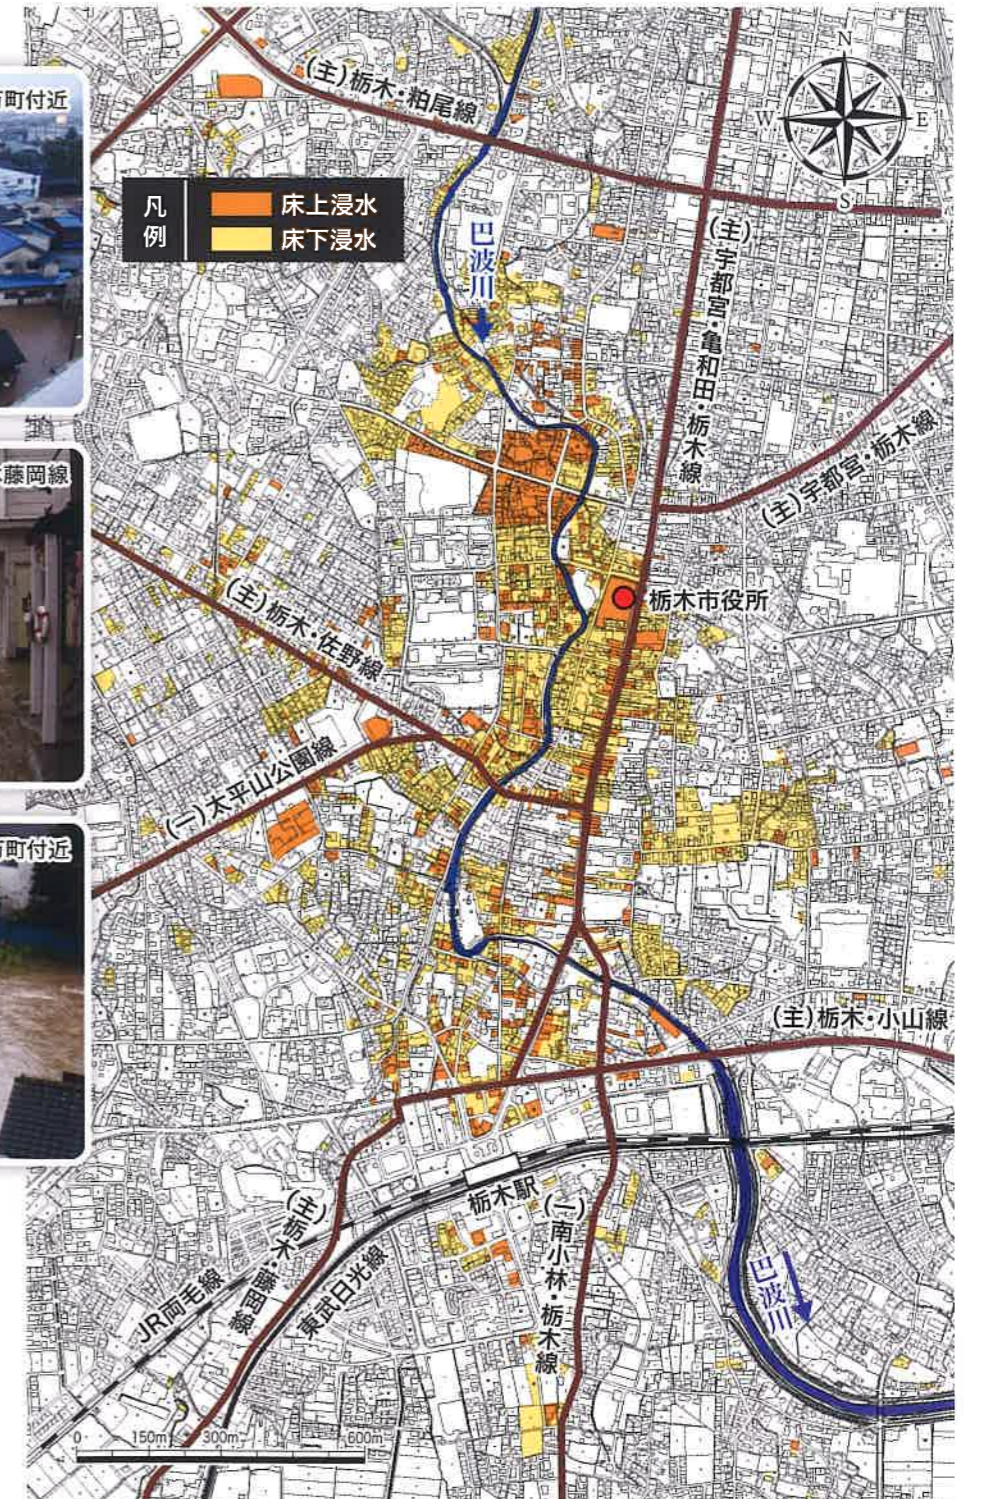 町付近
藤岡線
町付近
(主)栃木・粕尾線
N
W
E
S
凡例
床上浸水
床下浸水
巴波川
(主)宇都宮・亀和田・栃木線
(主)宇都宮・栃木線
栃木市役所
(主)栃木・佐野線
(一)太平山公園線
(主)栃木・小山線
栃木駅
(一)南小林・栃木線
(主)栃木・藤岡線
JR両毛線
東武日光線
巴波川
0 150m 300m 600m